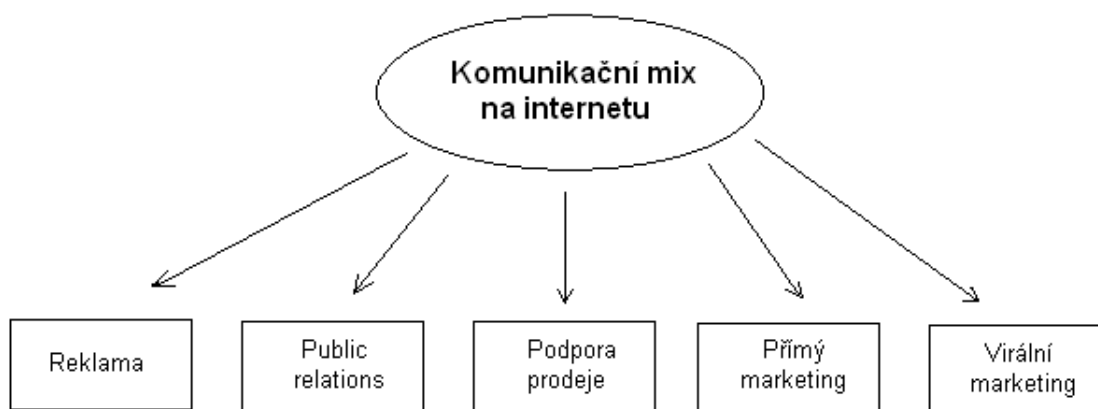 Komunikační mix
na internetu
Reklama
Public
relations
Podpora
prodeje
Přímý
marketing
Virální
marketing